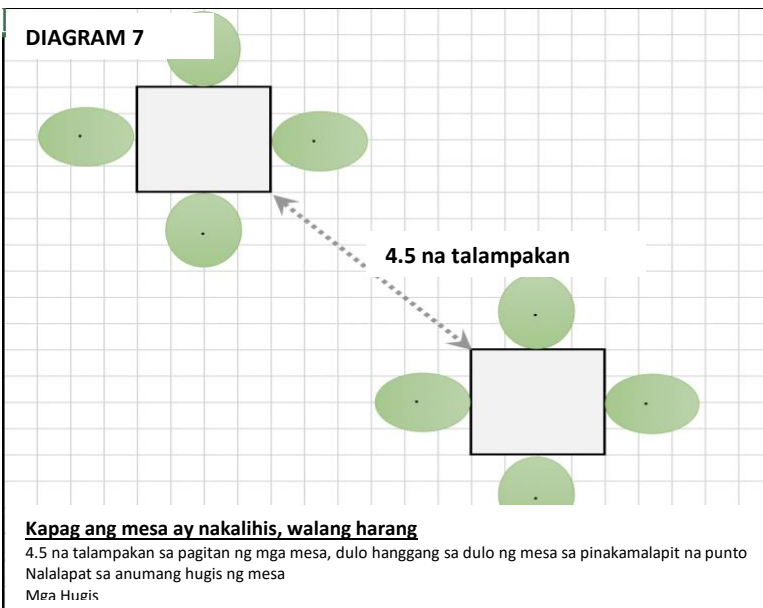 DIAGRAM 7
4.5 na talampakan
Kapag ang mesa ay nakalihis, walang harang
4.5 na talampakan sa pagitan ng mga mesa, dulo hanggang sa dulo ng mesa sa pinakamalapit na punto
Nalalapat sa anumang hugis ng mesa
Mga Hugis